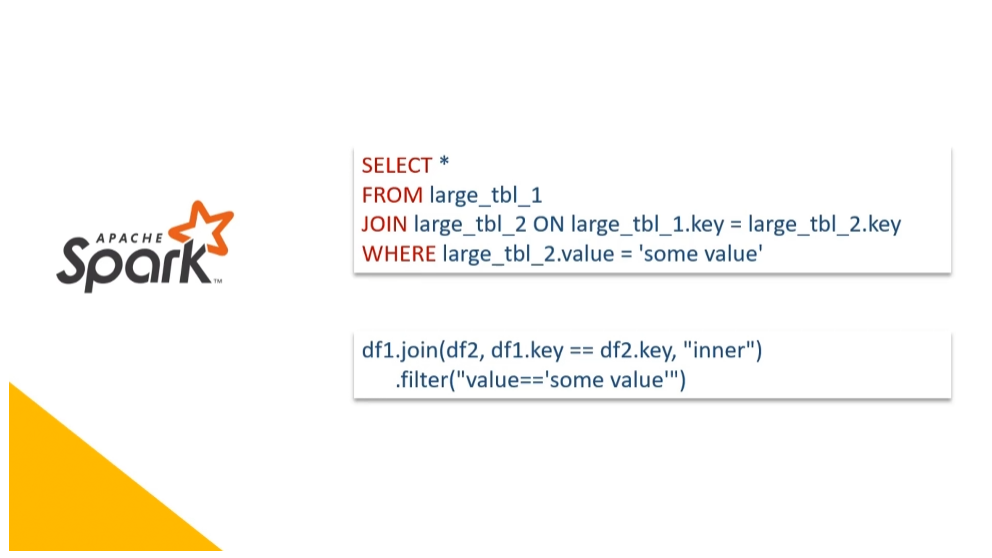 APACHE
Spark™
SELECT *
FROM large_tbl_1
JOIN large_tbl_2 ON large_tbl_1.key = large_tbl_2.key
WHERE large_tbl_2.value = 'some value'
df1.join(df2, df1.key == df2.key, "inner")
.filter("value=='some value'")